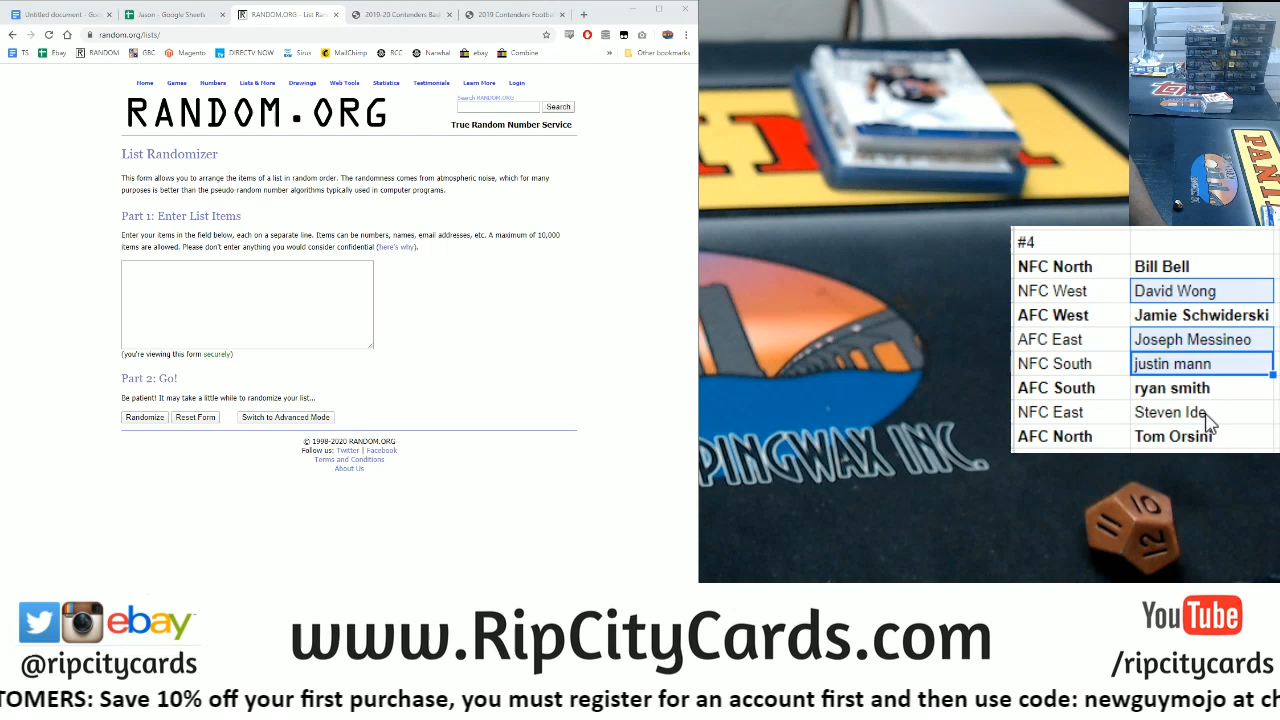 Untitled document - Go
Jason - Google Sheets
RANDOM.ORG - List Ran
2019-20 Contenders Bas
2019 Contenders Footba
random.org/lists/
TS
Ebay
RANDOM
GBC
Magento
DIRECTV NOW
Sirus
MailChimp
RCC
Narwhal
ebay
Combine
»
Other bookmarks
Home
Games
Numbers
Lists & More
Drawings
Web Tools
Statistics
Testimonials
Learn More
Login
RANDOM.ORG
Search RANDOM.ORG
Search
True Random Number Service
List Randomizer
This form allows you to arrange the items of a list in random order. The randomness comes from atmospheric noise, which for many
purposes is better than the pseudo-random number algorithms typically used in computer programs.
Part 1: Enter List Items
Enter your items in the field below, each on a separate line. Items can be numbers, names, email addresses, etc. A maximum of 10,000
items are allowed. Please don't enter anything you would consider confidential (here's why).
(you're viewing this form securely)
Part 2: Go!
Be patient! It may take a little while to randomize your list...
Randomize
Reset Form
Switch to Advanced Mode
© 1998-2020 RANDOM.ORG
Follow us: Twitter | Facebook
Terms and Conditions
About Us
PANI
#4
NFC North Bill Bell
NFC West David Wong
AFC West Jamie Schwiderski
AFC East Joseph Messineo
NFC South justin mann
AFC South ryan smith
NFC East Steven Ide
AFC North Tom Orsini
PINGWAX INC.
11
10
12
ebay
@ripcitycards
www.RipCityCards.com
YouTube
/ripcitycards
TOMERS: Save 10% off your first purchase, you must register for an account first and then use code: newguymojo at ch